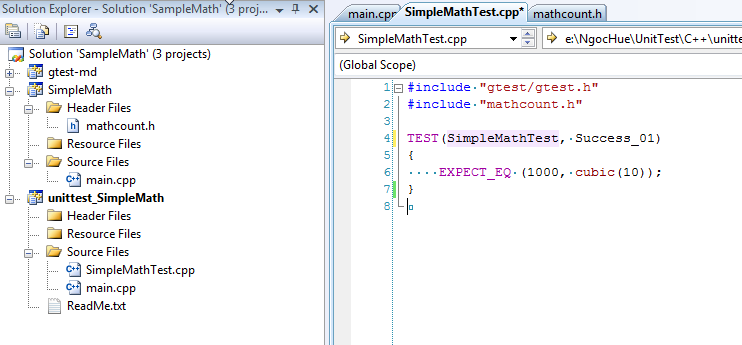 Solution Explorer - Solution 'SampleMath' (3 proj...
Solution 'SampleMath' (3 projects)
gtest-md
SimpleMath
Header Files
mathcount.h
Resource Files
Source Files
main.cpp
unittest_SimpleMath
Header Files
Resource Files
Source Files
SimpleMathTest.cpp
main.cpp
ReadMe.txt
main.cpp SimpleMathTest.cpp* mathcount.h
SimpleMathTest.cpp e:\NgocHue\UnitTest\C++\unitte
(Global Scope)
1 #include "gtest/gtest.h"
2 #include "mathcount.h"
3
4 TEST(SimpleMathTest, Success_01)
5 {
6 EXPECT_EQ (1000, cubic(10));
7 }
8